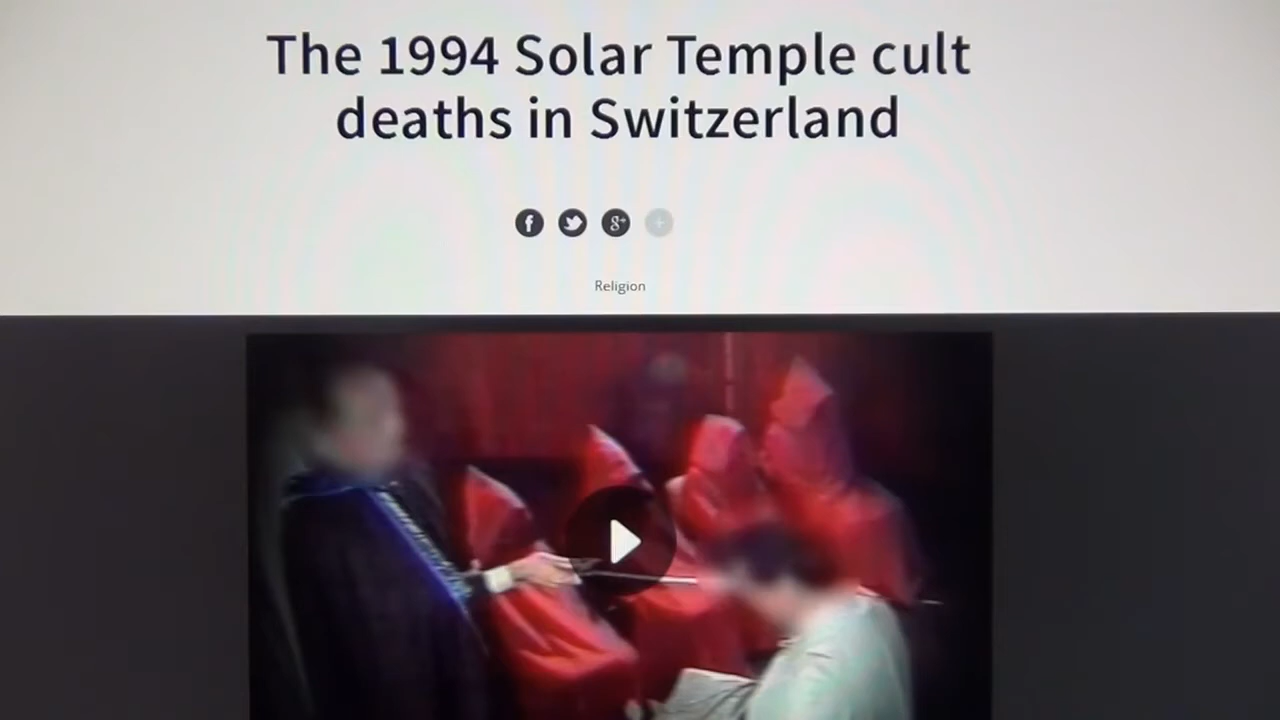 The 1994 Solar Temple cult
deaths in Switzerland
f
g+
+
Religion